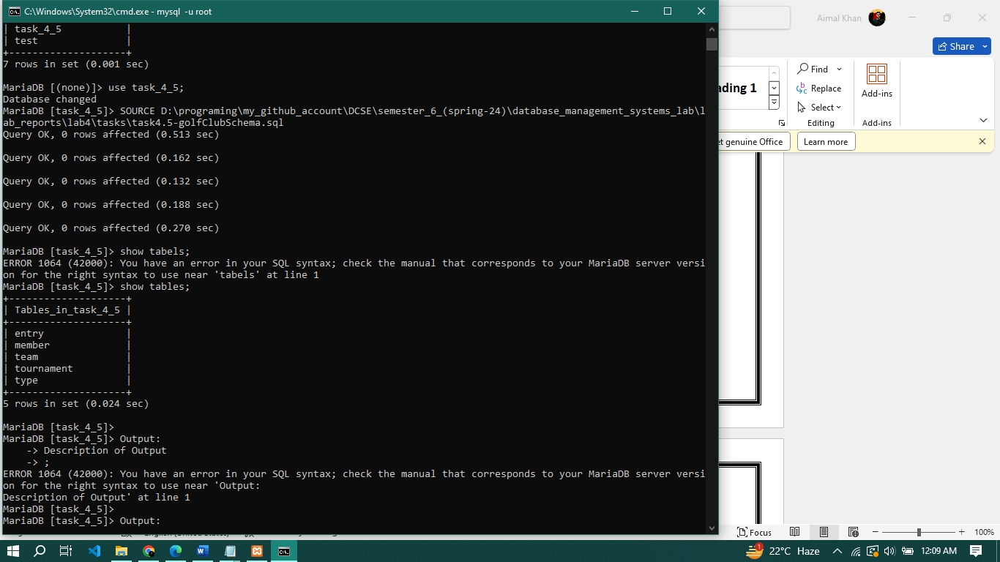 C:\Windows\System32\cmd.exe - mysql -u root
| task_4_5 |
| test |
+--------------------+
7 rows in set (0.001 sec)
MariaDB [(none)]> use task_4_5;
Database changed
MariaDB [task_4_5]> SOURCE D:\programing\my_github_account\DCSE\semester_6_(spring-24)\database_management_systems_lab\l
ab_reports\lab4\tasks\task4.5-golfClubSchema.sql
Query OK, 0 rows affected (0.513 sec)
Query OK, 0 rows affected (0.162 sec)
Query OK, 0 rows affected (0.132 sec)
Query OK, 0 rows affected (0.188 sec)
Query OK, 0 rows affected (0.270 sec)
MariaDB [task_4_5]> show tabels;
ERROR 1064 (42000): You have an error in your SQL syntax; check the manual that corresponds to your MariaDB server versi
on for the right syntax to use near 'tabels' at line 1
MariaDB [task_4_5]> show tables;
+--------------------+
| Tables_in_task_4_5 |
+--------------------+
| entry |
| member |
| team |
| tournament |
| type |
+--------------------+
5 rows in set (0.024 sec)
MariaDB [task_4_5]>
MariaDB [task_4_5]> Output:
-> Description of Output
-> ;
ERROR 1064 (42000): You have an error in your SQL syntax; check the manual that corresponds to your MariaDB server versi
on for the right syntax to use near 'Output:
Description of Output' at line 1
MariaDB [task_4_5]>
MariaDB [task_4_5]> Output:
Aimal Khan
Share
ading 1
Find
Replace
Select
Editing
Add-ins
Add-ins
et genuine Office
Learn more
Focus
100%
22°C Haze
12:09 AM